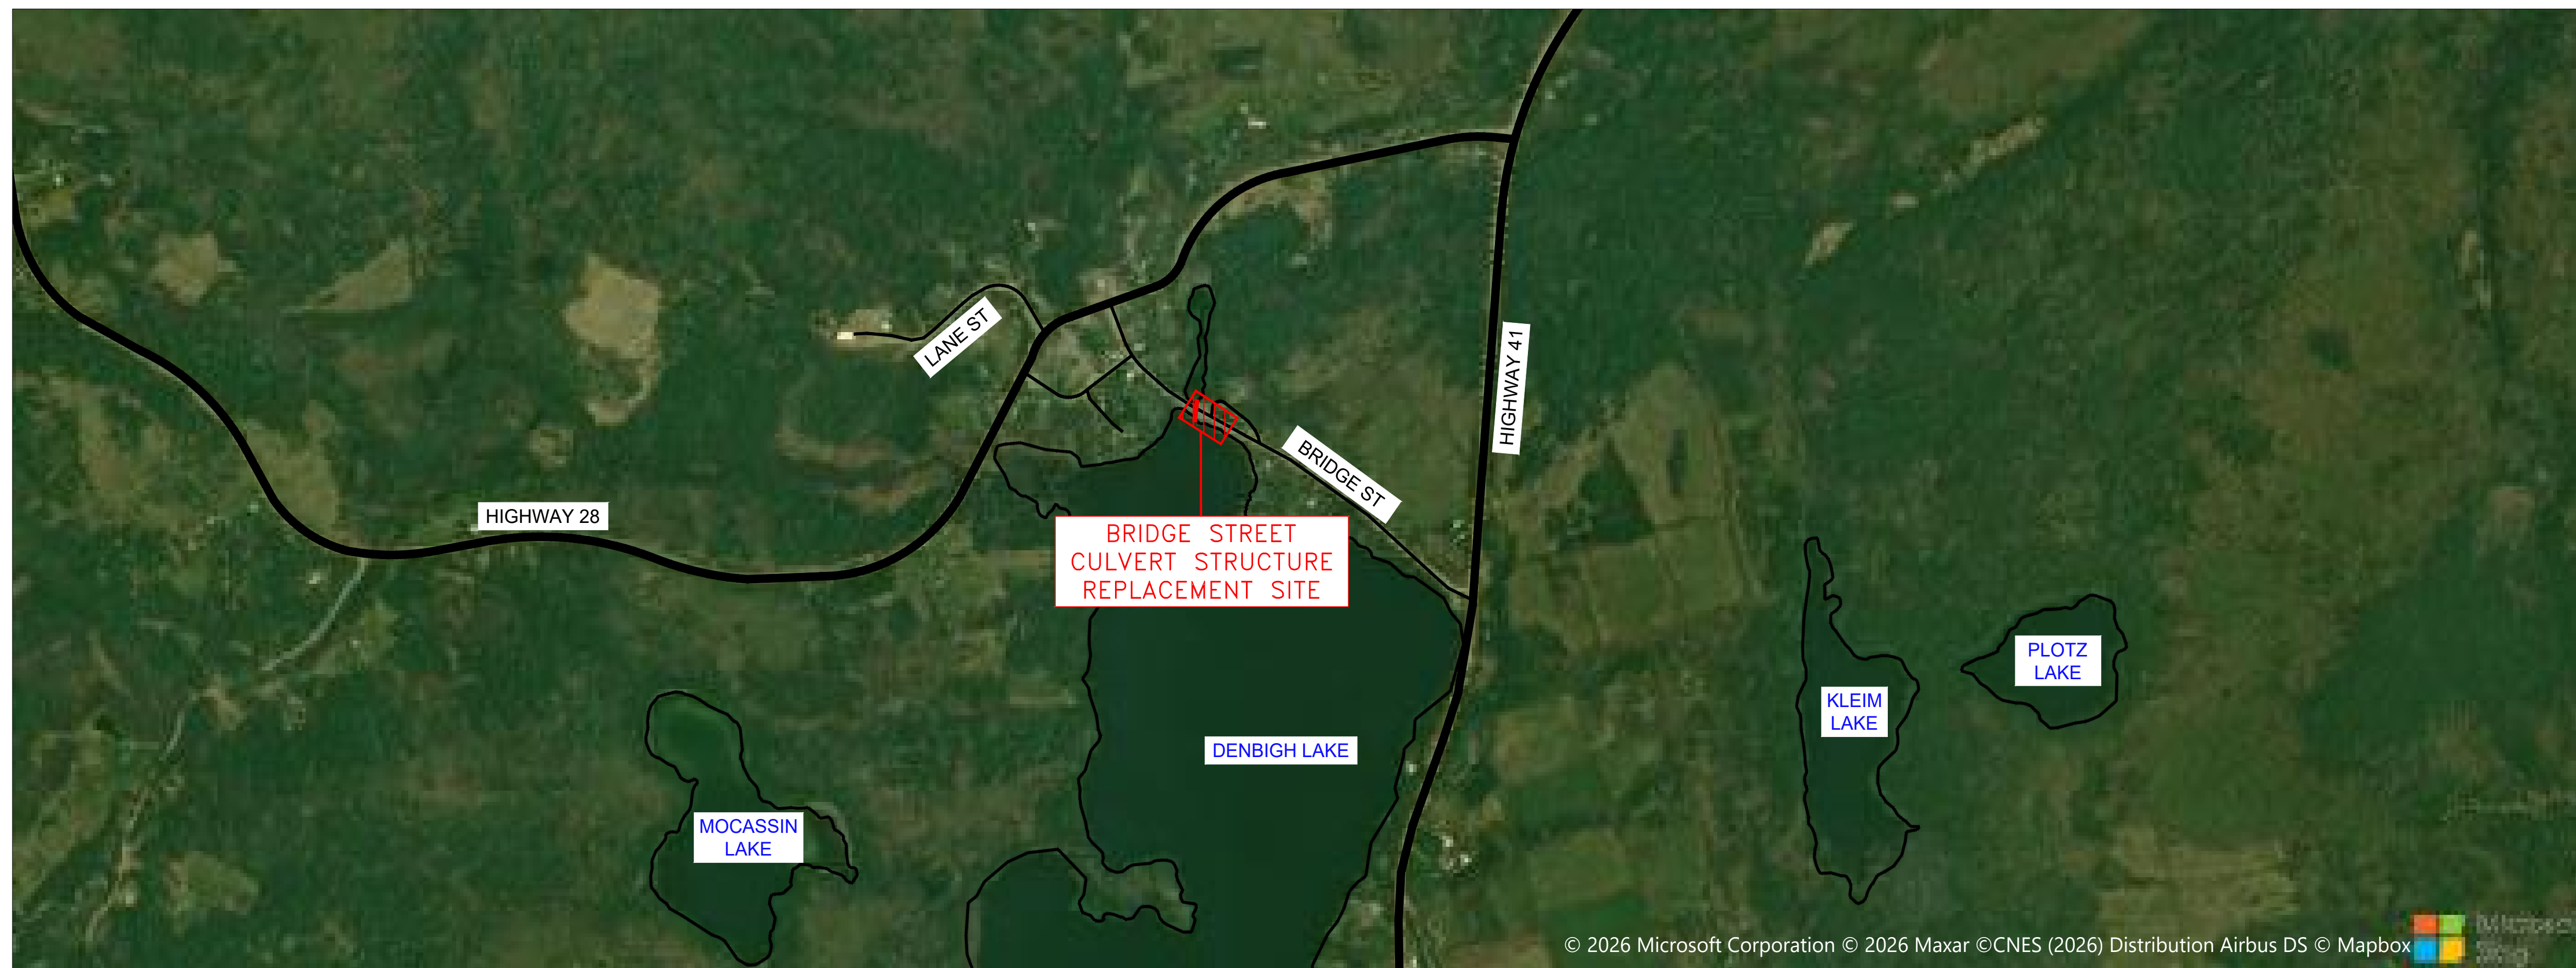 LANE ST
HIGHWAY 41
BRIDGE ST
HIGHWAY 28
BRIDGE STREET
CULVERT STRUCTURE
REPLACEMENT SITE
PLOTZ
LAKE
KLEIM
LAKE
DENBIGH LAKE
MOCASSIN
LAKE
© 2026 Microsoft Corporation © 2026 Maxar ©CNES (2026) Distribution Airbus DS © Mapbox